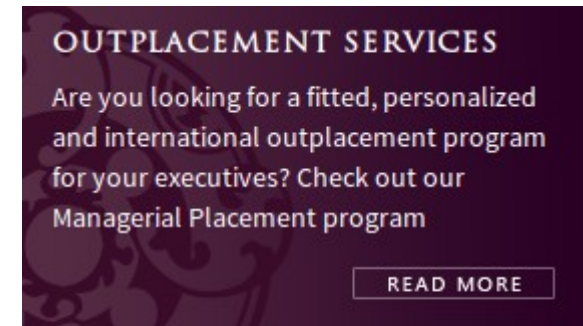 OUTPLACEMENT SERVICES
Are you looking for a fitted, personalized
and international outplacement program
for your executives? Check out our
Managerial Placement program
READ MORE